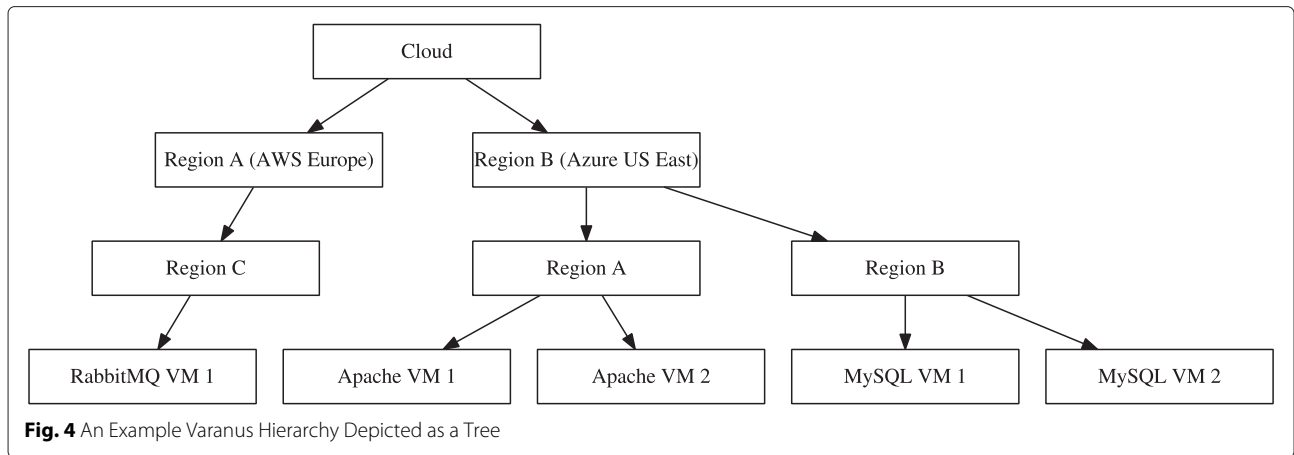 Cloud
Region A (AWS Europe)
Region B (Azure US East)
Region C
Region A
Region B
RabbitMQ VM 1
Apache VM 1
Apache VM 2
MySQL VM 1
MySQL VM 2
Fig. 4 An Example Varanus Hierarchy Depicted as a Tree